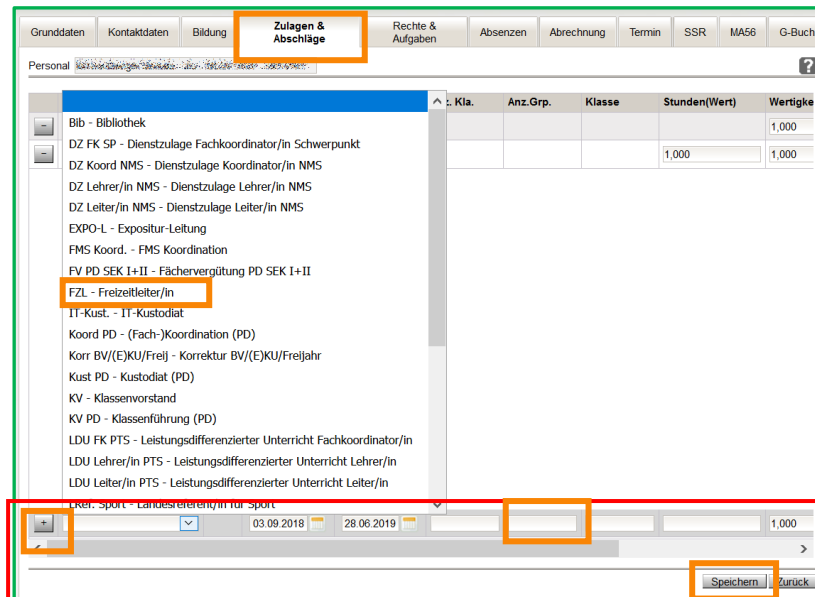 Grunddaten Kontaktdaten Bildung Zulagen & Abschläge Rechte & Aufgaben Absenzen Abrechnung Termin SSR MA56 G-Buch
Personal
?
Kla. Anz.Grp. Klasse Stunden(Wert) Wertigke
- 1,000
- 1,000 1,000
Bib - Bibliothek
DZ FK SP - Dienstzulage Fachkoordinator/in Schwerpunkt
DZ Koord NMS - Dienstzulage Koordinator/in NMS
DZ Lehrer/in NMS - Dienstzulage Lehrer/in NMS
DZ Leiter/in NMS - Dienstzulage Leiter/in NMS
EXPO-L - Expositur-Leitung
FMS Koord. - FMS Koordination
FV PD SEK I+II - Fächervergütung PD SEK I+II
FZL - Freizeitleiter/in
IT-Kust. - IT-Kustodiat
Koord PD - (Fach-)Koordination (PD)
Korr BV/(E)KU/Freij - Korrektur BV/(E)KU/Freijahr
Kust PD - Kustodiat (PD)
KV - Klassenvorstand
KV PD - Klassenführung (PD)
LDU FK PTS - Leistungsdifferenzierter Unterricht Fachkoordinator/in
LDU Lehrer/in PTS - Leistungsdifferenzierter Unterricht Lehrer/in
LDU Leiter/in PTS - Leistungsdifferenzierter Unterricht Leiter/in
LRef. Sport - Landesreferent/in für Sport
+ 03.09.2018 28.06.2019 1,000
Speichern Zurück